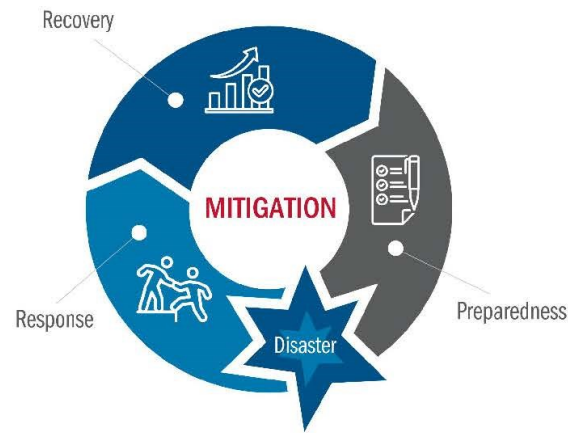 Recovery
MITIGATION
Response
Preparedness
Disaster